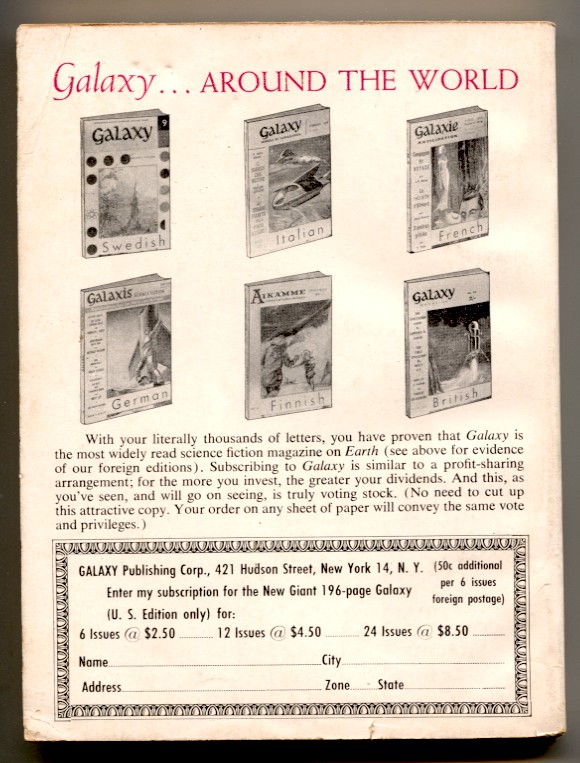 Galaxy... AROUND THE WORLD
Galaxy
9
Swedish
Galaxy
Italian
Galaxie
French
Galaxis
German
AIKAMME
Finnish
Galaxy
British
With your literally thousands of letters, you have proven that Galaxy is
the most widely read science fiction magazine on Earth (see above for evidence
of our foreign editions). Subscribing to Galaxy is similar to a profit-sharing
arrangement; for the more you invest, the greater your dividends. And this, as
you've seen, and will go on seeing, is truly voting stock. (No need to cut up
this attractive copy. Your order on any sheet of paper will convey the same vote
and privileges.)
GALAXY Publishing Corp., 421 Hudson Street, New York 14, N. Y.
(50c additional
per 6 issues
foreign postage)
Enter my subscription for the New Giant 196-page Galaxy
(U. S. Edition only) for:
6 Issues @ $2.50 12 Issues @ $4.50 24 Issues @ $8.50
Name City
Address Zone State